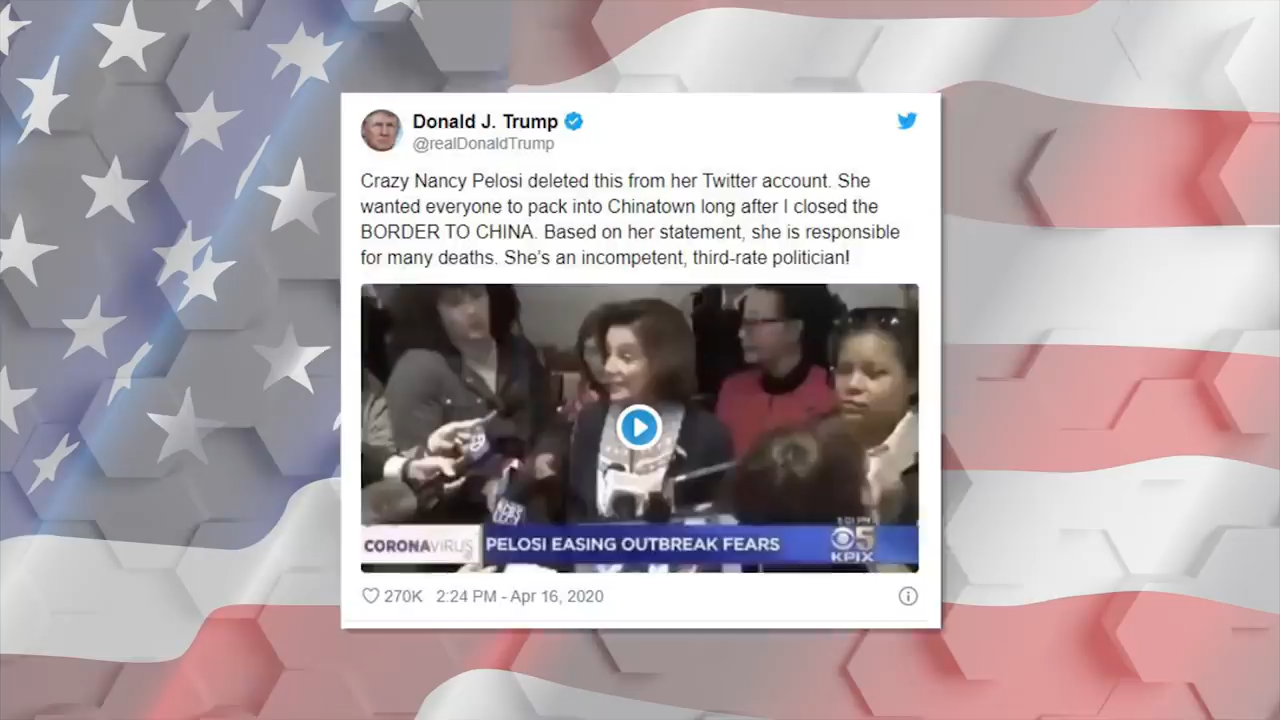 Donald J. Trump
@realDonaldTrump
Crazy Nancy Pelosi deleted this from her Twitter account. She
wanted everyone to pack into Chinatown long after I closed the
BORDER TO CHINA. Based on her statement, she is responsible
for many deaths. She's an incompetent, third-rate politician!
CORONAVIRUS
PELOSI EASING OUTBREAK FEARS
5
KPIX
270K 2:24 PM - Apr 16, 2020